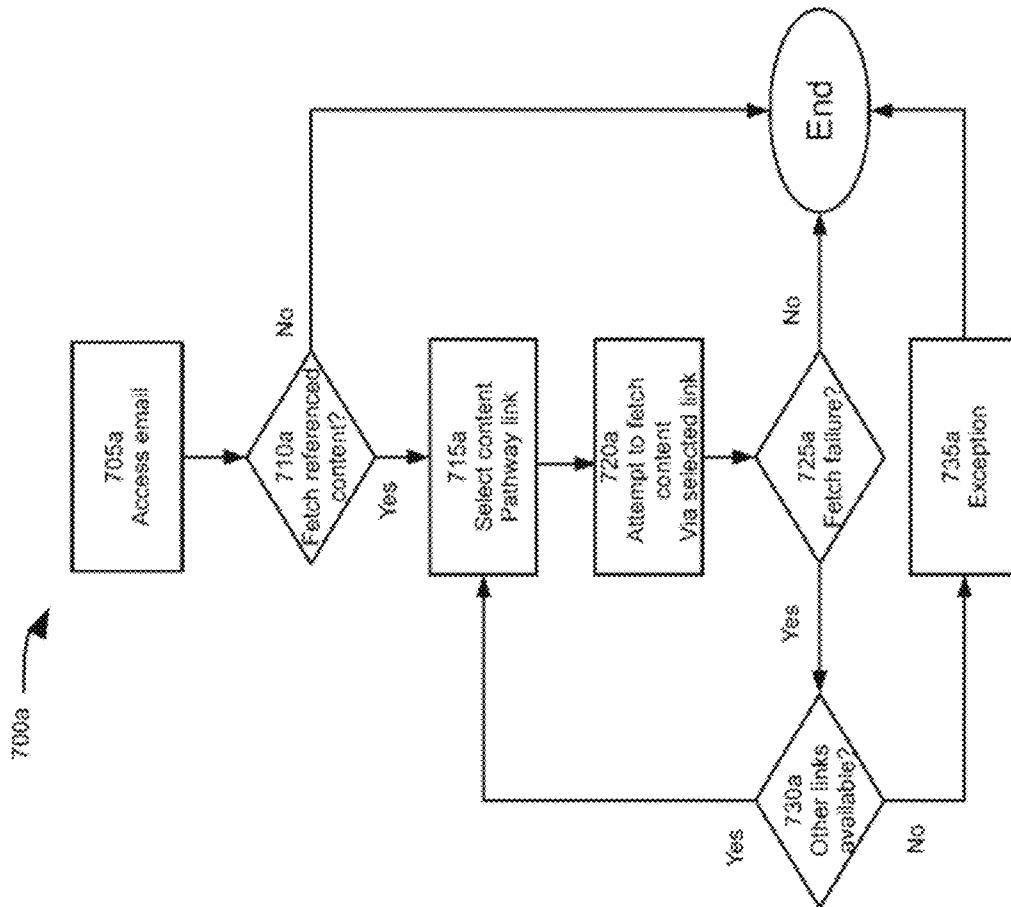 700a
705a
Access email
710a
Fetch referenced
content?
No
Yes
715a
Select content
Pathway link
720a
Attempt to fetch
content
Via selected link
725a
Fetch failure?
No
Yes
730a
Other links
available?
Yes
No
735a
Exception
End